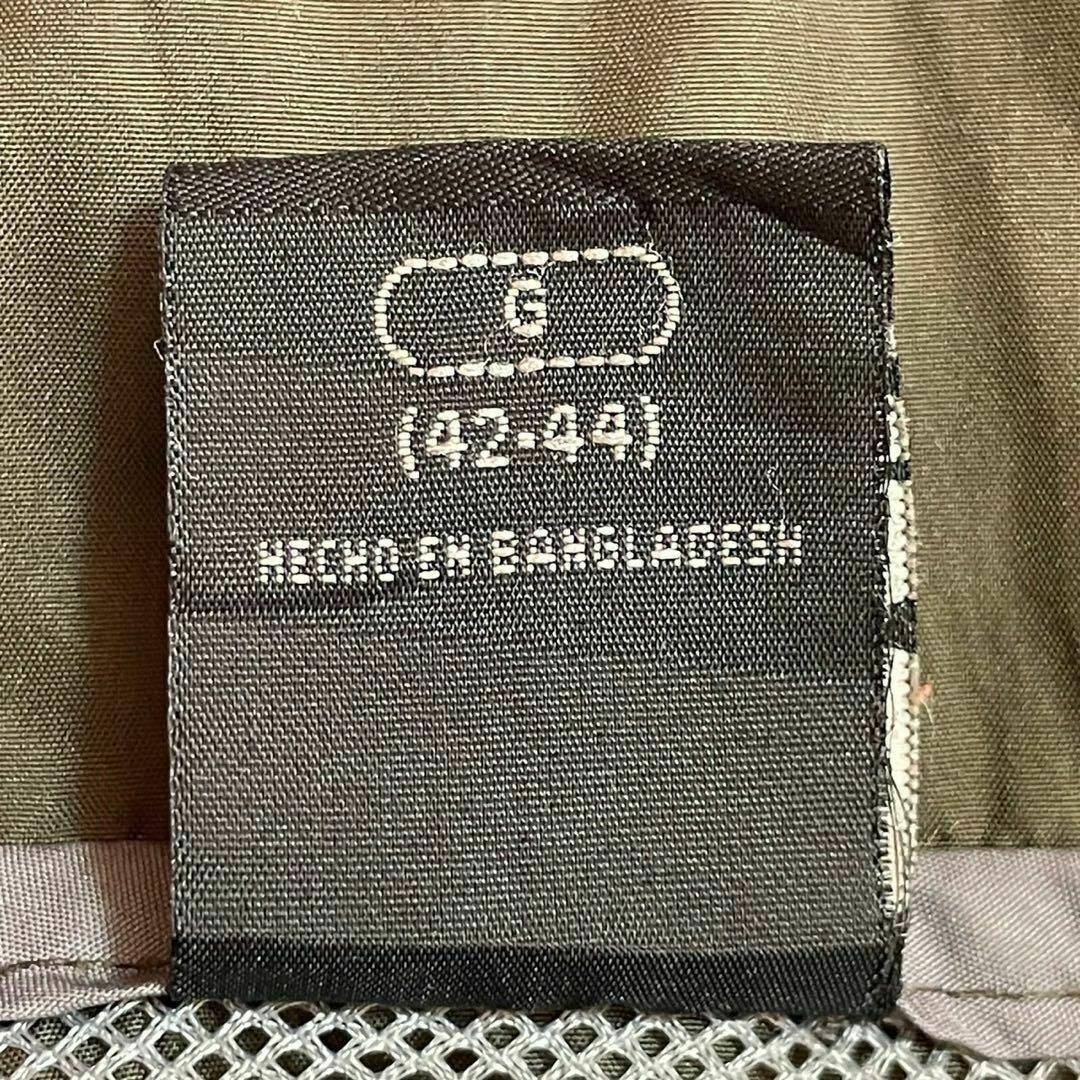 G
(42-44)
HECHO EN BANGLADESH